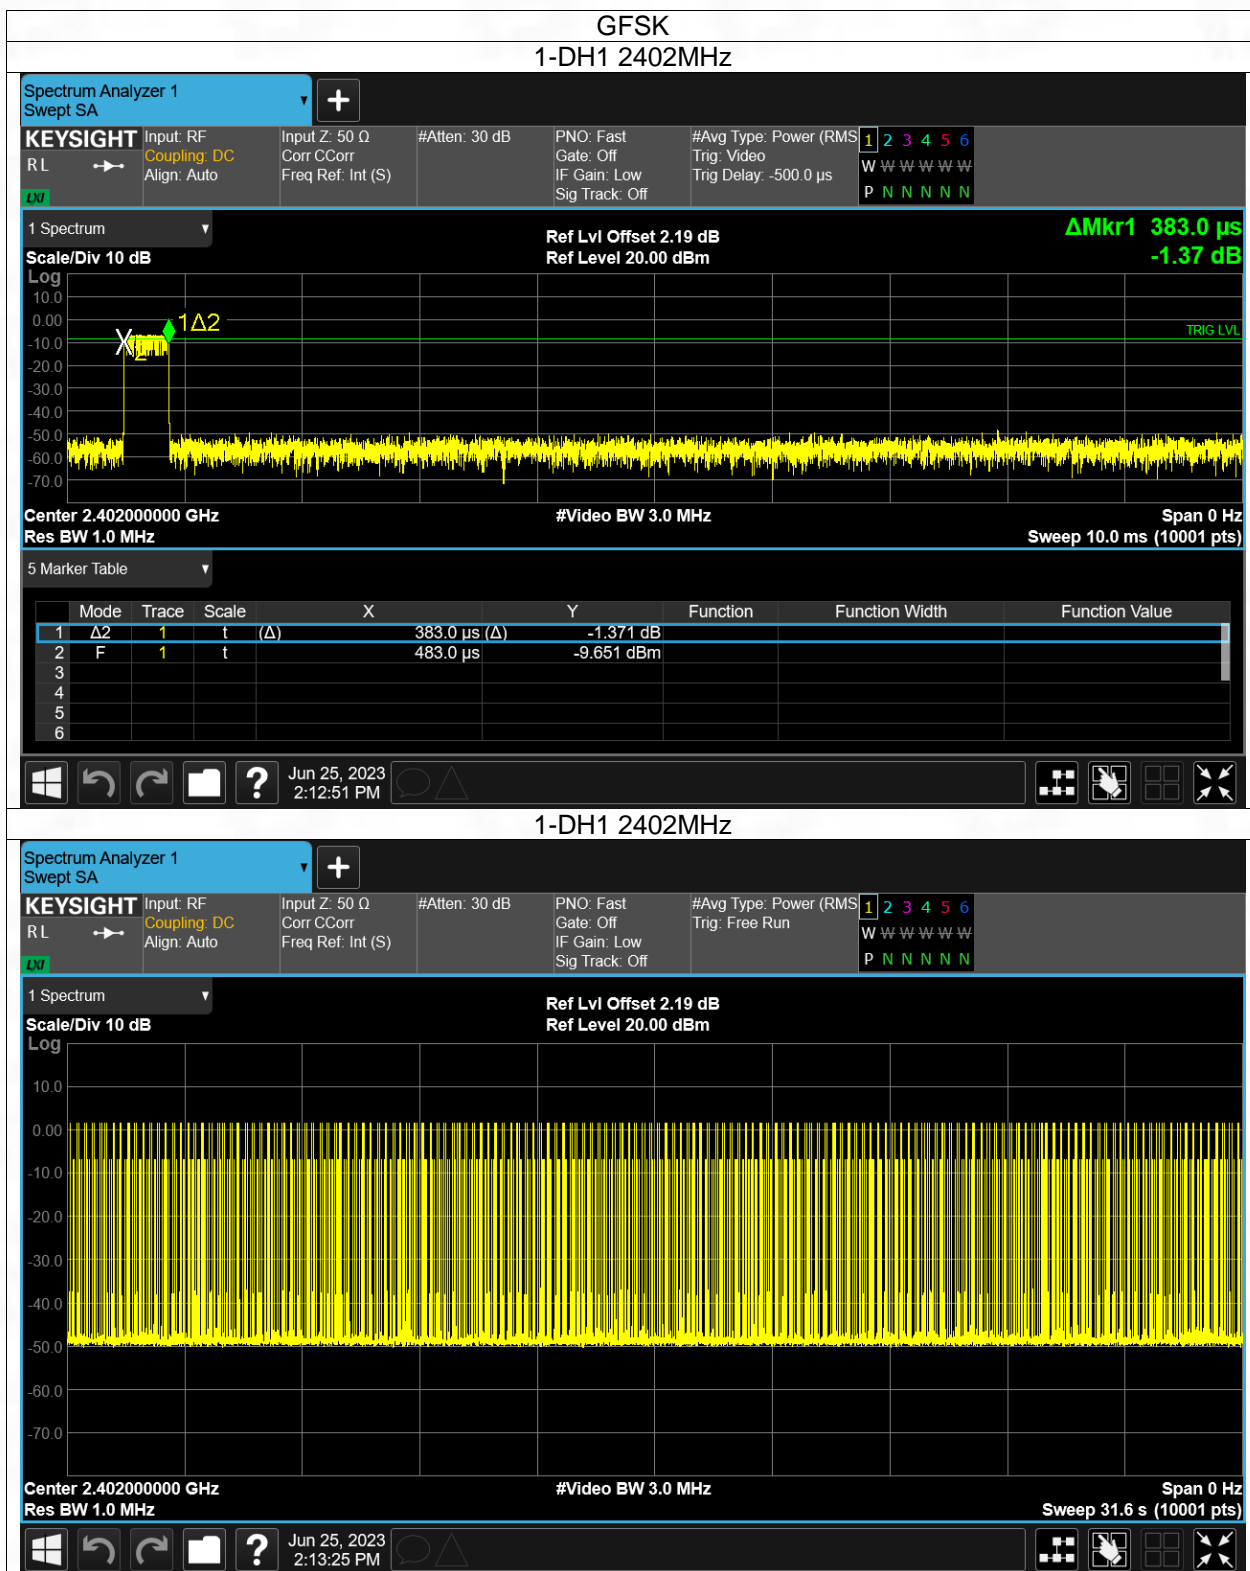 GFSK
1-DH1 2402MHz
Spectrum Analyzer 1
Swept SA
KEYSIGHT Input: RF Input Z: 50 Ω #Atten: 30 dB PNO: Fast #Avg Type: Power (RMS 1 2 3 4 5 6
RL Coupling: DC Corr CCorr Gate: Off Trig: Video W W W W W W
Align: Auto Freq Ref: Int (S) IF Gain: Low Trig Delay: -500.0 µs
LXI Sig Track: Off P N N N N N
1 Spectrum
Ref Lvl Offset 2.19 dB ΔMkr1 383.0 µs
Scale/Div 10 dB Ref Level 20.00 dBm -1.37 dB
Log
10.0
0.00 1Δ2
TRIG LVL
-10.0 X 2
-20.0
-30.0
-40.0
-50.0
-60.0
-70.0
Center 2.402000000 GHz #Video BW 3.0 MHz Span 0 Hz
Res BW 1.0 MHz Sweep 10.0 ms (10001 pts)
5 Marker Table
Mode Trace Scale X Y Function Function Width Function Value
1 Δ2 1 t (Δ) 383.0 µs (Δ) -1.371 dB
2 F 1 t 483.0 µs -9.651 dBm
3
4
5
6
? Jun 25, 2023
2:12:51 PM
1-DH1 2402MHz
Spectrum Analyzer 1
Swept SA
KEYSIGHT Input: RF Input Z: 50 Ω #Atten: 30 dB PNO: Fast #Avg Type: Power (RMS 1 2 3 4 5 6
RL Coupling: DC Corr CCorr Gate: Off Trig: Free Run W W W W W W
Align: Auto Freq Ref: Int (S) IF Gain: Low
LXI Sig Track: Off P N N N N N
1 Spectrum
Ref Lvl Offset 2.19 dB
Scale/Div 10 dB Ref Level 20.00 dBm
Log
10.0
0.00
-10.0
-20.0
-30.0
-40.0
-50.0
-60.0
-70.0
Center 2.402000000 GHz #Video BW 3.0 MHz Span 0 Hz
Res BW 1.0 MHz Sweep 31.6 s (10001 pts)
? Jun 25, 2023
2:13:25 PM